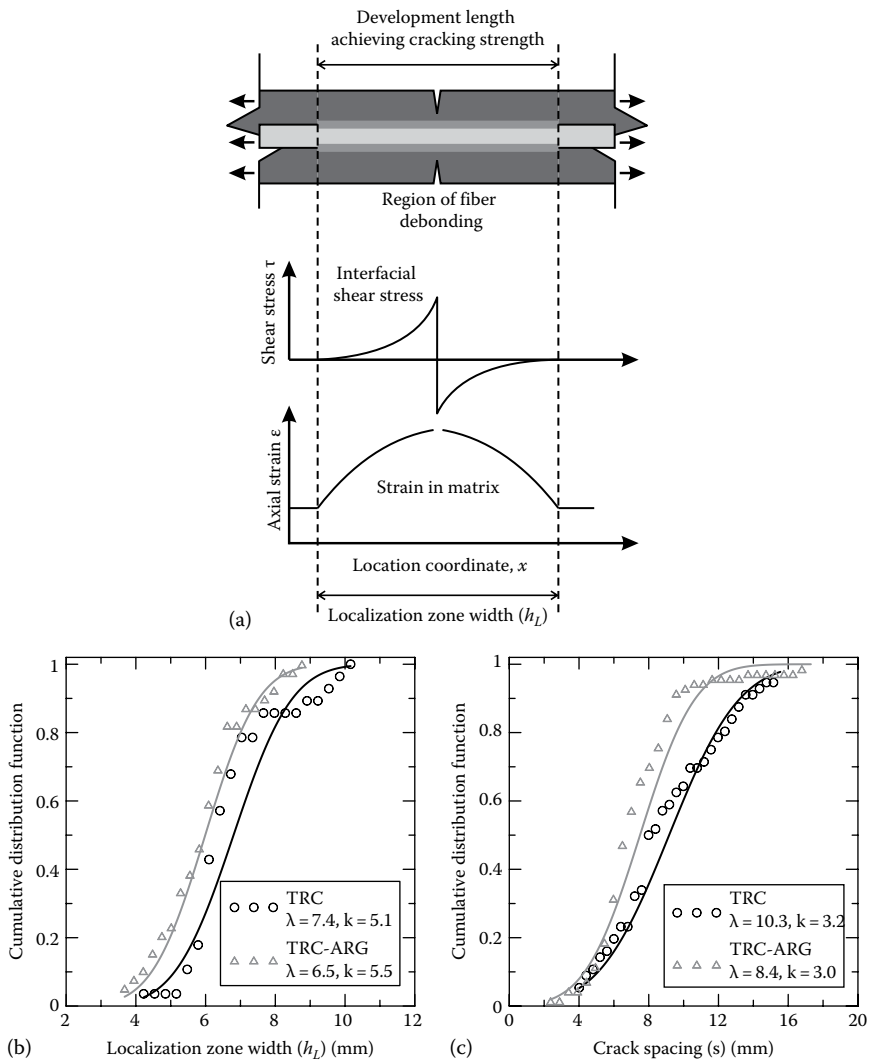 Development length
achieving cracking strength
Region of fiber
debonding
Shear stress τ
Interfacial
shear stress
Axial strain ε
Strain in matrix
Location coordinate, x
(a)
Localization zone width (h_L)
Cumulative distribution function
1
0.8
0.6
0.4
0.2
0
2
4
6
8
10
12
TRC
λ = 7.4, k = 5.1
TRC-ARG
λ = 6.5, k = 5.5
(b)
Localization zone width (h_L) (mm)
Cumulative distribution function
1
0.8
0.6
0.4
0.2
0
0
4
8
12
16
20
TRC
λ = 10.3, k = 3.2
TRC-ARG
λ = 8.4, k = 3.0
(c)
Crack spacing (s) (mm)